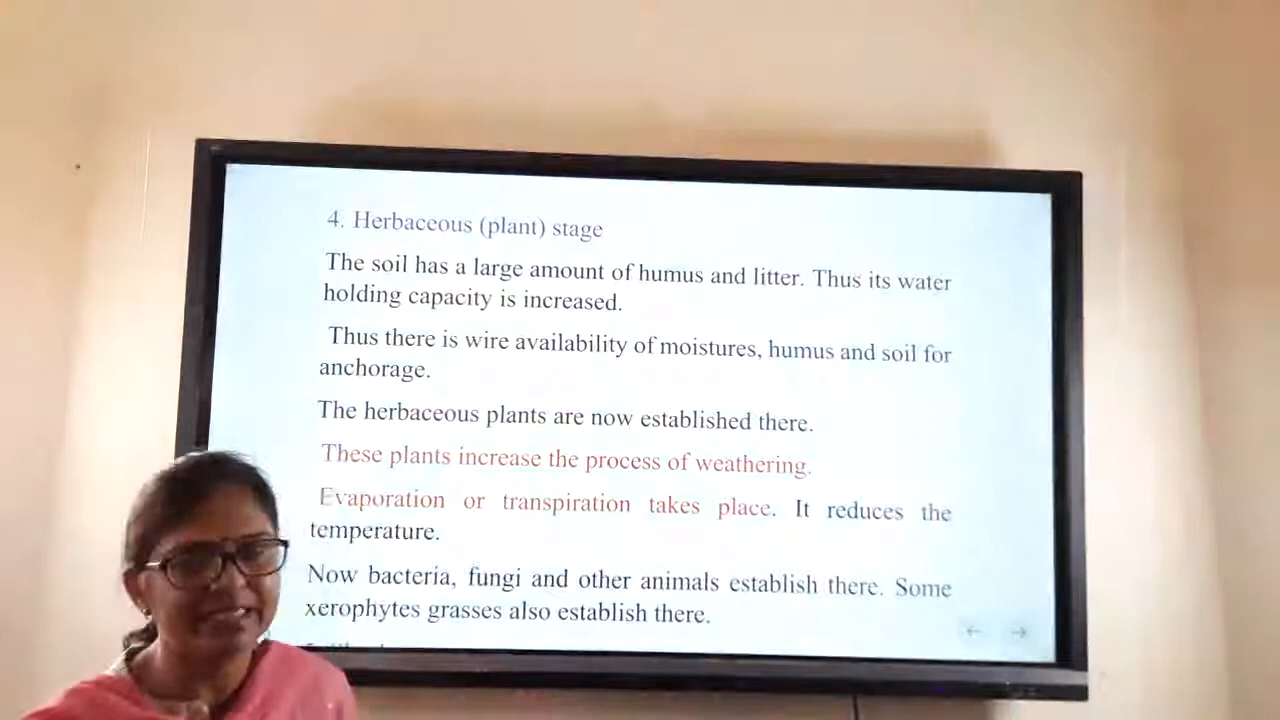 4. Herbaceous (plant) stage
The soil has a large amount of humus and litter. Thus its water
holding capacity is increased.
Thus there is wire availability of moistures, humus and soil for
anchorage.
The herbaceous plants are now established there.
These plants increase the process of weathering.
Evaporation or transpiration takes place. It reduces the
temperature.
Now bacteria, fungi and other animals establish there. Some
xerophytes grasses also establish there.